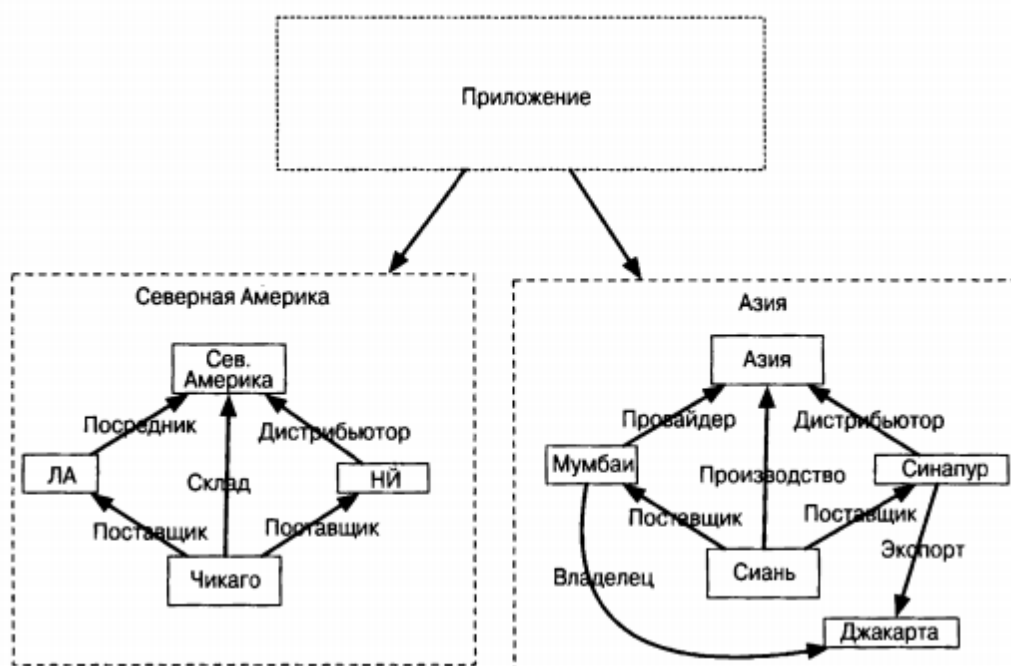 Приложение
Северная Америка
Сев.
Америка
Посредник
Дистрибьютор
ЛА
Склад
НЙ
Поставщик
Поставщик
Чикаго
Азия
Азия
Провайдер
Дистрибьютор
Мумбаи
Производство
Синапур
Поставщик
Поставщик
Экспорт
Владелец
Сиань
Джакарта